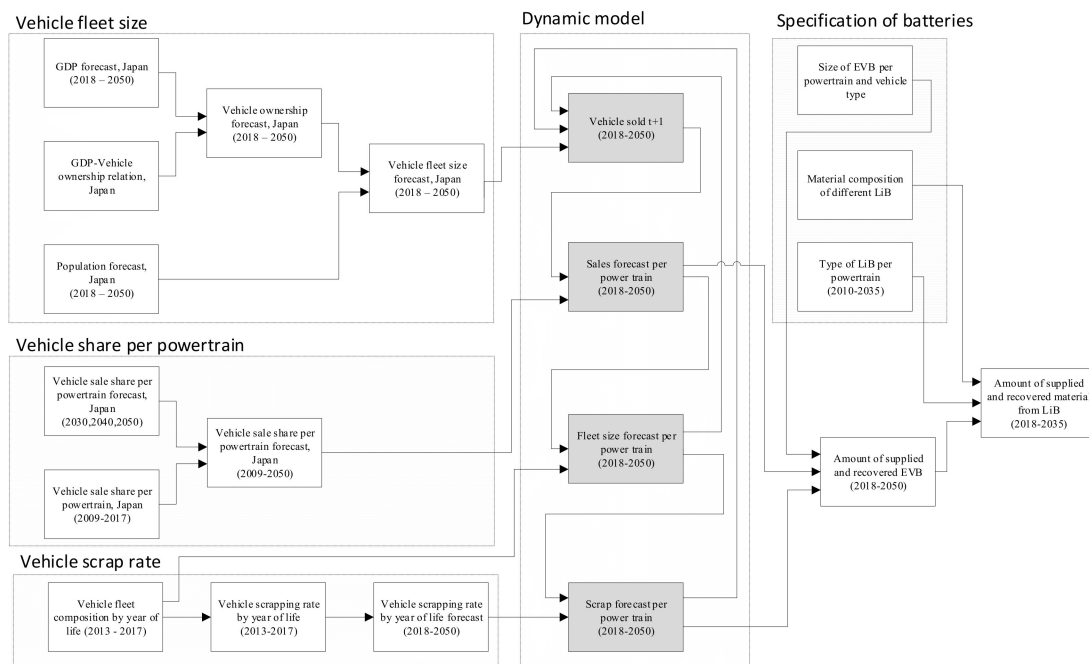 Vehicle fleet size
GDP forecast, Japan
(2018 – 2050)
GDP-Vehicle
ownership relation,
Japan
Population forecast,
Japan
(2018 – 2050)
Vehicle ownership
forecast, Japan
(2018 – 2050)
Vehicle fleet size
forecast, Japan
(2018 – 2050)
Vehicle share per powertrain
Vehicle sale share per
powertrain forecast,
Japan
(2030,2040,2050)
Vehicle sale share per
powertrain, Japan
(2009-2017)
Vehicle sale share per
powertrain forecast,
Japan
(2009-2050)
Vehicle scrap rate
Vehicle fleet
composition by year of
life (2013 - 2017)
Vehicle scrapping rate
by year of life
(2013-2017)
Vehicle scrapping rate
by year of life forecast
(2018-2050)
Dynamic model
Vehicle sold t+1
(2018-2050)
Sales forecast per
power train
(2018-2050)
Fleet size forecast per
power train
(2018-2050)
Scrap forecast per
power train
(2018-2050)
Specification of batteries
Size of EVB per
powertrain and vehicle
type
Material composition
of different LiB
Type of LiB per
powertrain
(2010-2035)
Amount of supplied
and recovered EVB
(2018-2050)
Amount of supplied
and recovered materia
from LiB
(2018-2035)